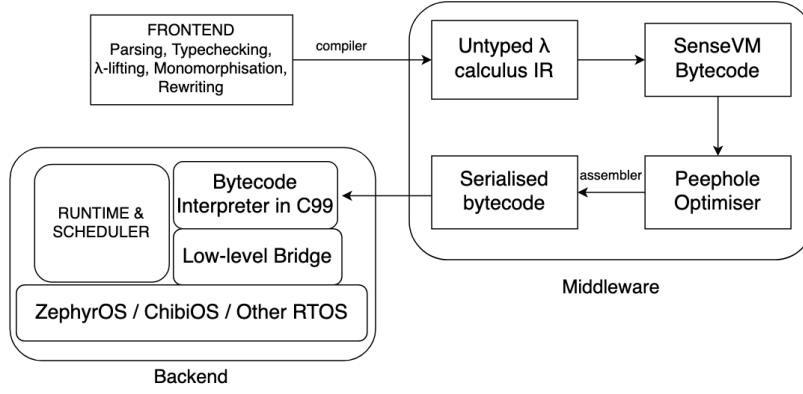 FRONTEND
Parsing, Typechecking,
λ-lifting, Monomorphisation,
Rewriting
compiler
Untyped λ
calculus IR
SenseVM
Bytecode
Peephole
Optimiser
assembler
Serialised
bytecode
Middleware
Bytecode
Interpreter in C99
RUNTIME &
SCHEDULER
Low-level Bridge
ZephyrOS / ChibiOS / Other RTOS
Backend